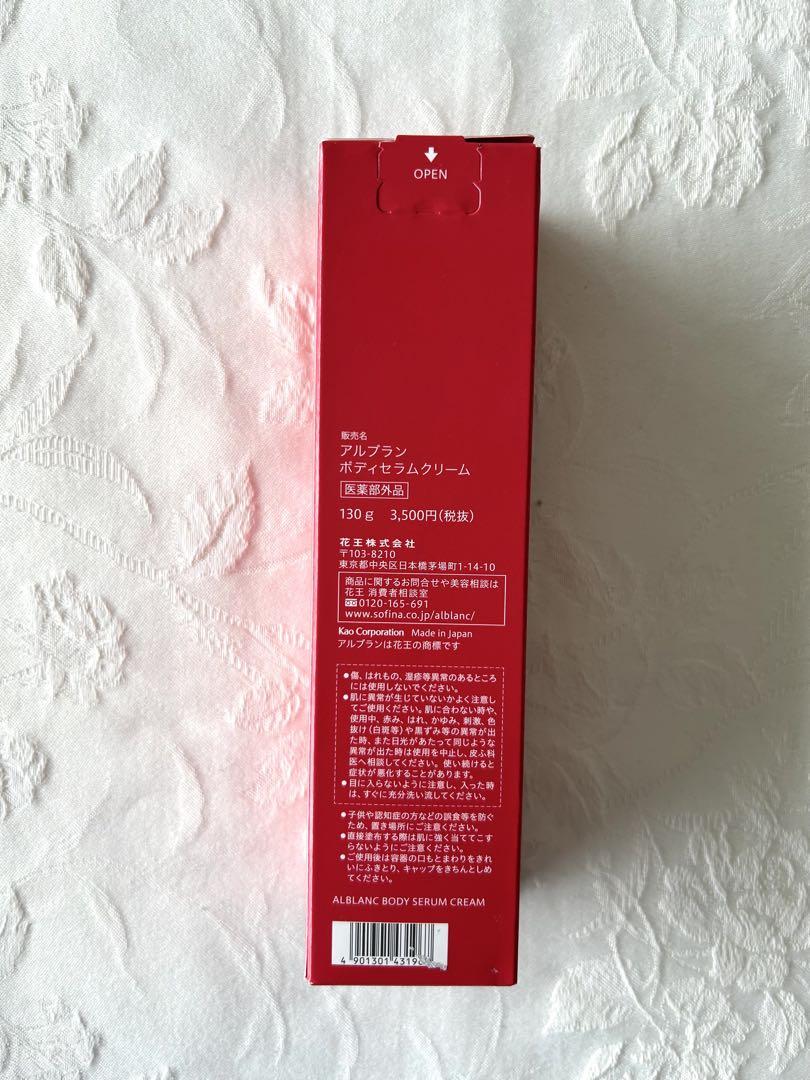 OPEN
販売名
アルブラン
ボディセラムクリーム
医薬部外品
130g 3,500円(税抜)
花王株式会社
〒103-8210
東京都中央区日本橋茅場町1-14-10
商品に関するお問合せや美容相談は
花王 消費者相談室
0120-165-691
www.sofina.co.jp/alblanc/
Kao Corporation Made in Japan
アルブランは花王の商標です
●傷、はれもの、湿疹等異常のあるところ
には使用しないでください。
●肌に異常が生じていないかよく注意し
てご使用ください。肌に合わない時や、
使用中、赤み、はれ、かゆみ、刺激、色
抜け(白斑等)や黒ずみ等の異常が出
た時、また日光があたって同じような
異常が出た時は使用を中止し、皮ふ科
医へ相談してください。使い続けると
症状が悪化することがあります。
●目に入らないように注意し、入った時
は、すぐに充分洗い流してください。
●子供や認知症の方などの誤食等を防ぐ
ため、置き場所にご注意ください。
●直接塗布する際は肌に強く当ててこす
らないようにご注意ください。
●ご使用後は容器の口もとまわりをきれ
いにふきとり、キャップをきちんとしめ
てください。
ALBLANC BODY SERUM CREAM
4 901301 43198